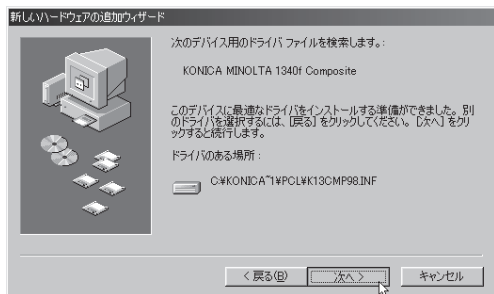 新しいハードウェアの追加ウィザード
次のデバイス用のドライバ ファイルを検索します。:
KONICA MINOLTA 1340f Composite
このデバイスに最適なドライバをインストールする準備ができました。別
のドライバを選択するには、[戻る] をクリックしてください。[次へ] をクリ
ックすると続行します。
ドライバのある場所:
C:¥KONICA~1¥PCL¥K13CMP98.INF
< 戻る(B)
次へ >
キャンセル